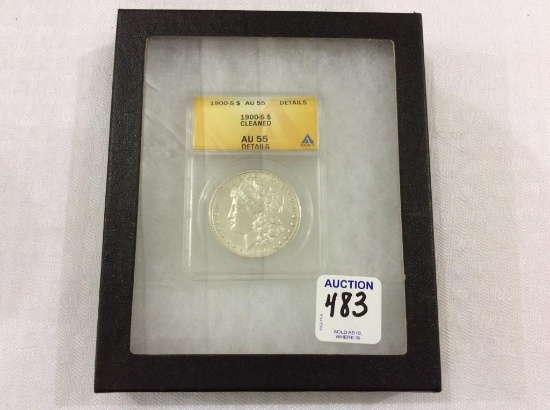 1900-S $ AU 55 DETAILS
1900-S $
CLEANED
AU 55
DETAILS
AUCTION
483
SOLD AS IS,
WHERE IS